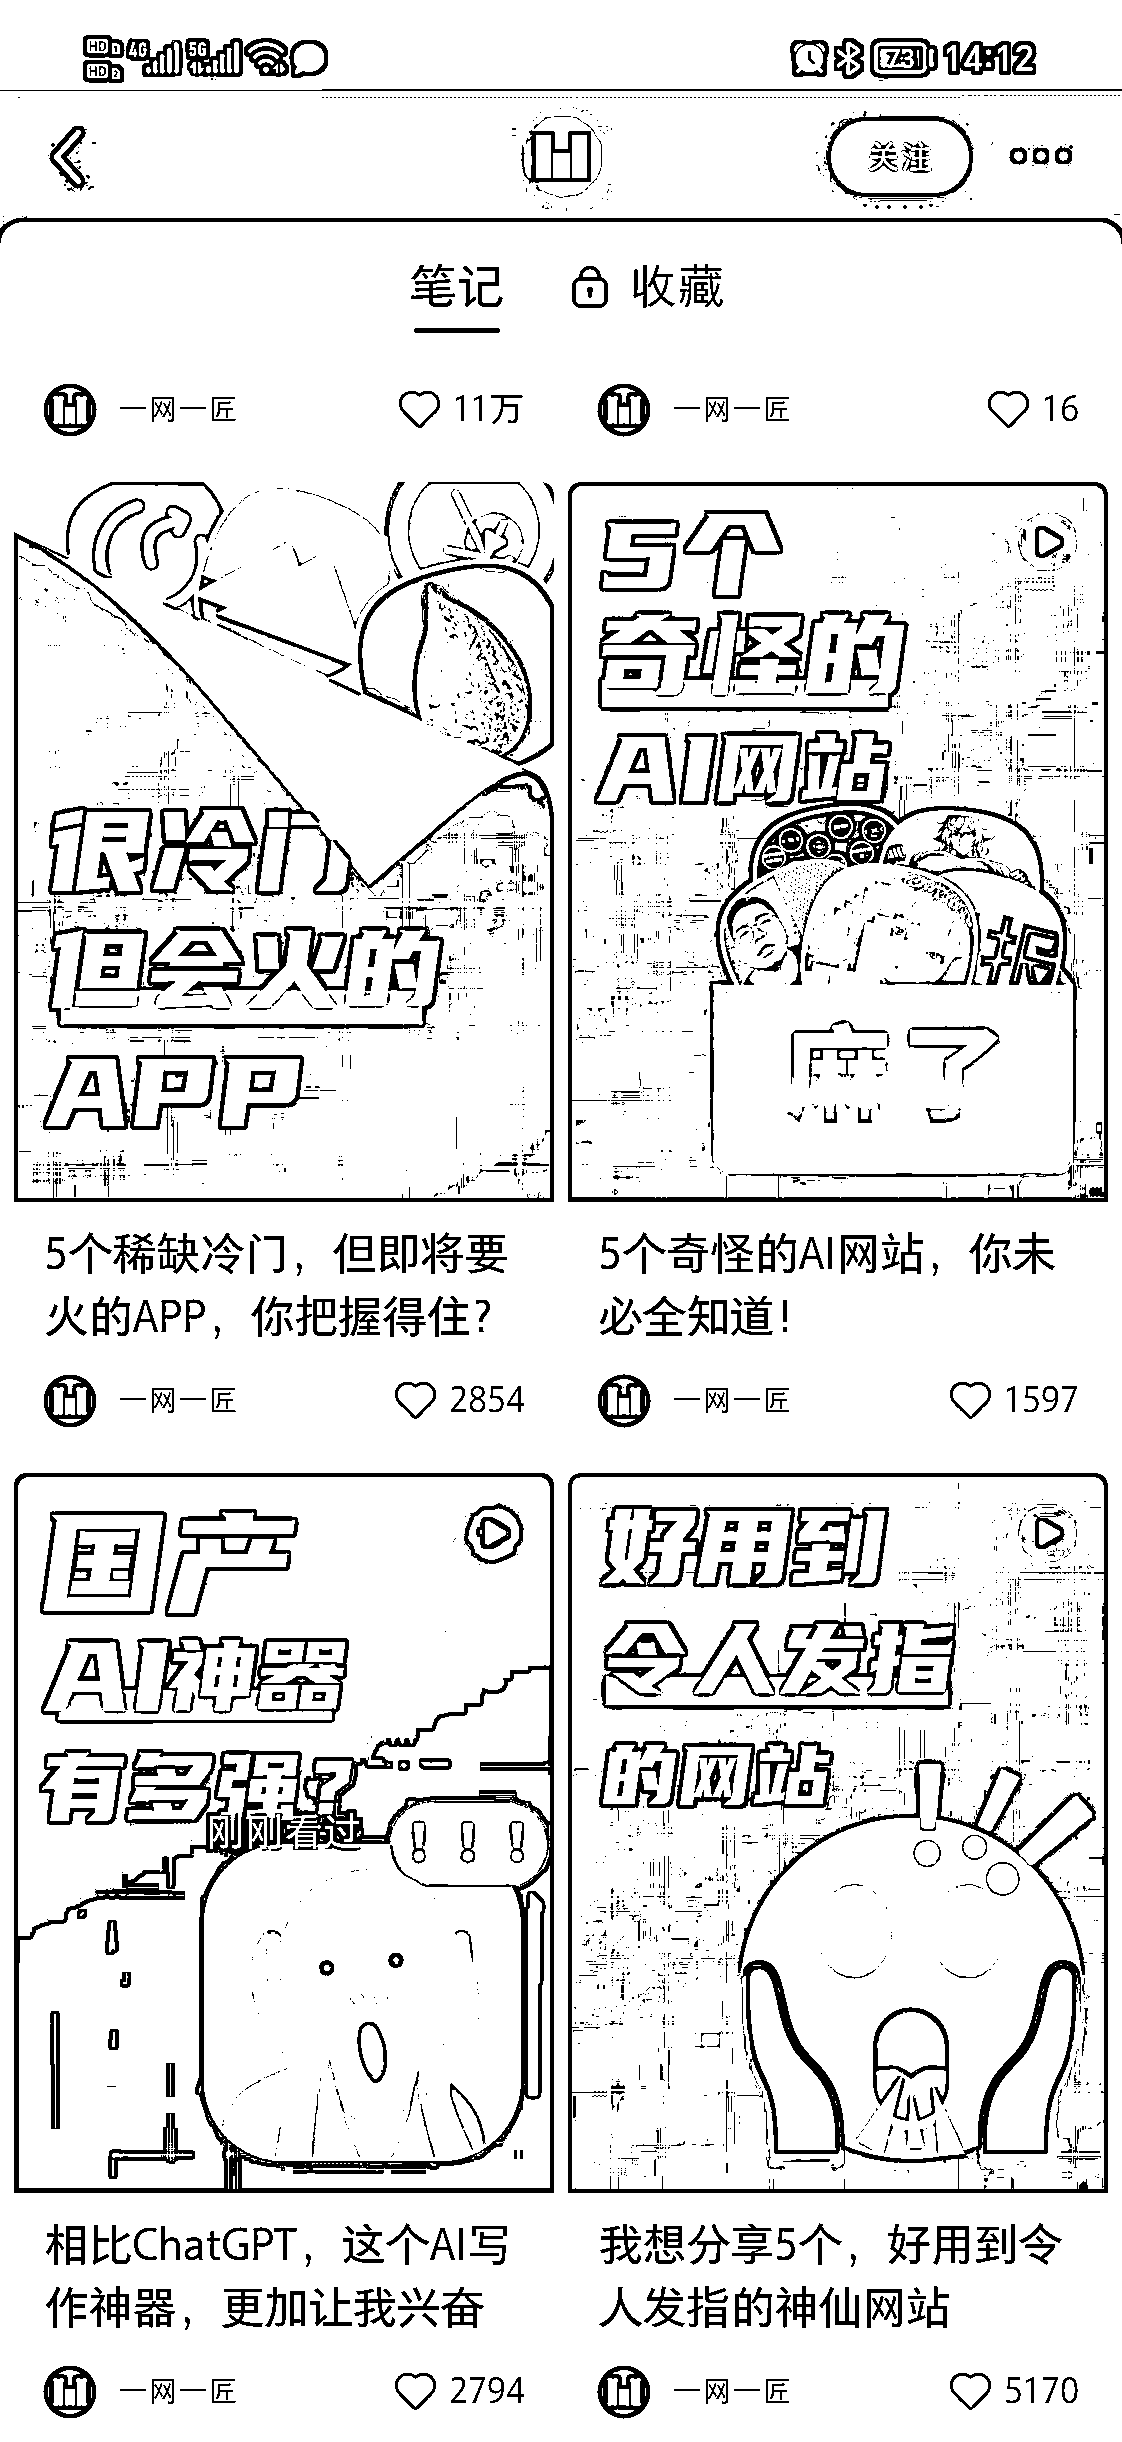 HD 1 4G 5G
HD 2
73 14:12
关注
笔记 收藏
一网一匠 11万
一网一匠 16
很冷门
但会火的
APP
5个稀缺冷门，但即将要
火的APP，你把握得住？
一网一匠 2854
5个
奇怪的
AI网站
报
麻了
5个奇怪的AI网站，你未
必全知道！
一网一匠 1597
国产
AI神器
有多强？
刚刚看过
！！！
相比ChatGPT，这个AI写
作神器，更加让我兴奋
一网一匠 2794
好用到
令人发指
的网站
我想分享5个，好用到令
人发指的神仙网站
一网一匠 5170